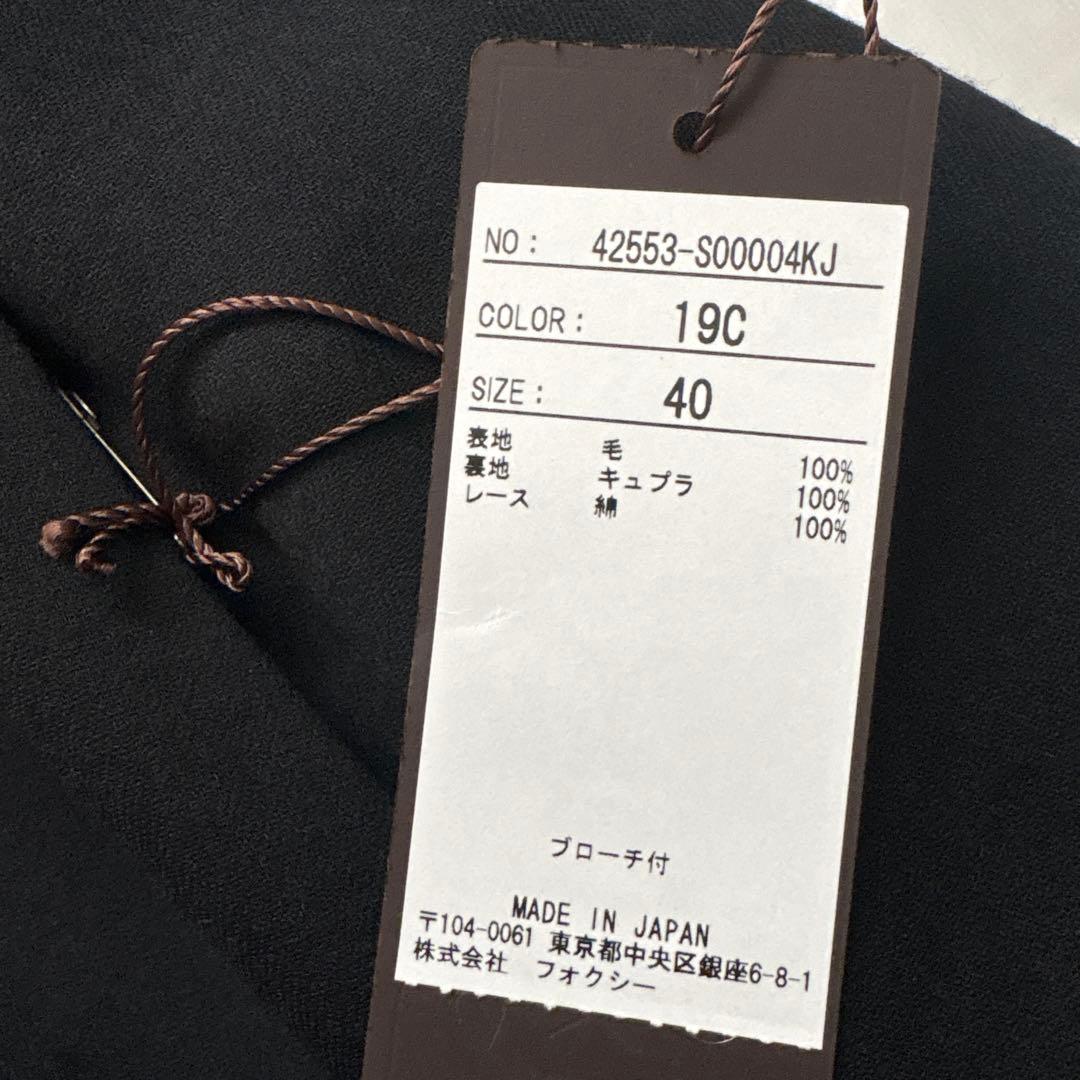 NO： 42553-S00004KJ
COLOR： 19C
SIZE： 40
表地 毛 100%
裏地 キュプラ 100%
レース 綿 100%
ブローチ付
MADE IN JAPAN
〒104-0061 東京都中央区銀座6-8-1
株式会社 フォクシー